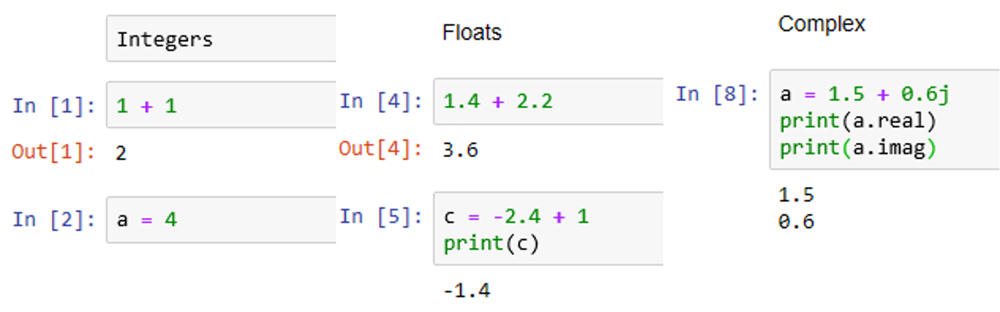 Integers
In [1]: 1 + 1
Out[1]: 2
In [2]: a = 4
Floats
In [4]: 1.4 + 2.2
Out[4]: 3.6
In [5]: c = -2.4 + 1
print(c)
-1.4
Complex
In [8]: a = 1.5 + 0.6j
print(a.real)
print(a.imag)
1.5
0.6